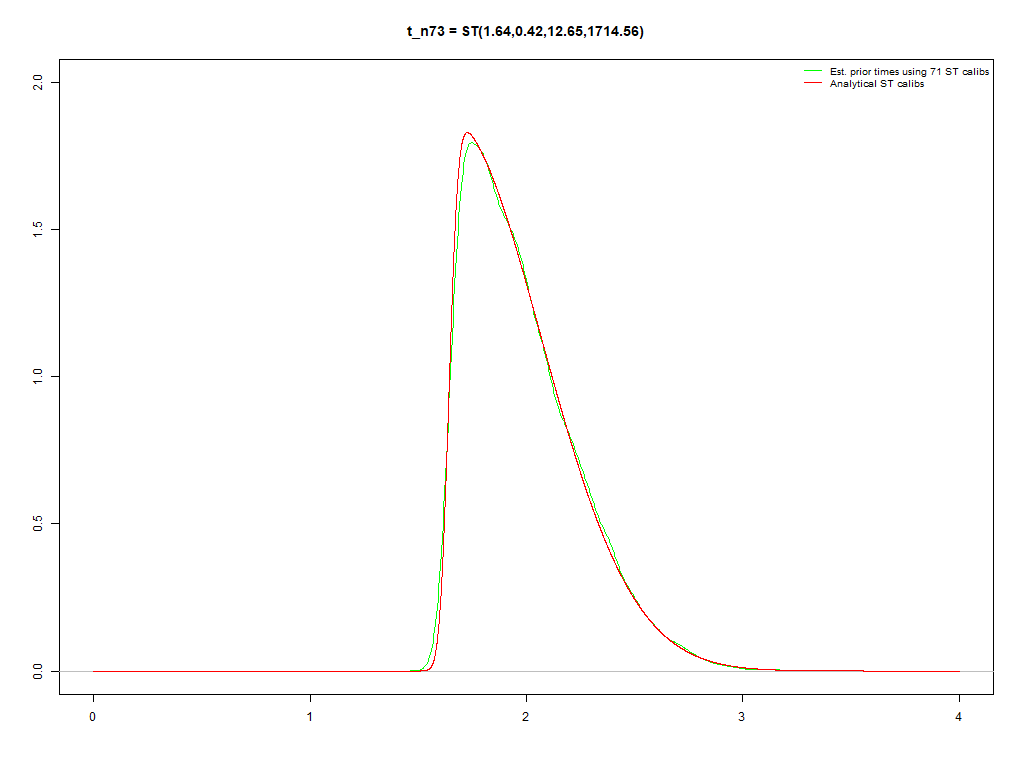 t_n73 = ST(1.64,0.42,12.65,1714.56)
Est. prior times using 71 ST calibs
Analytical ST calibs
2.0
1.5
1.0
0.5
0.0
0 1 2 3 4